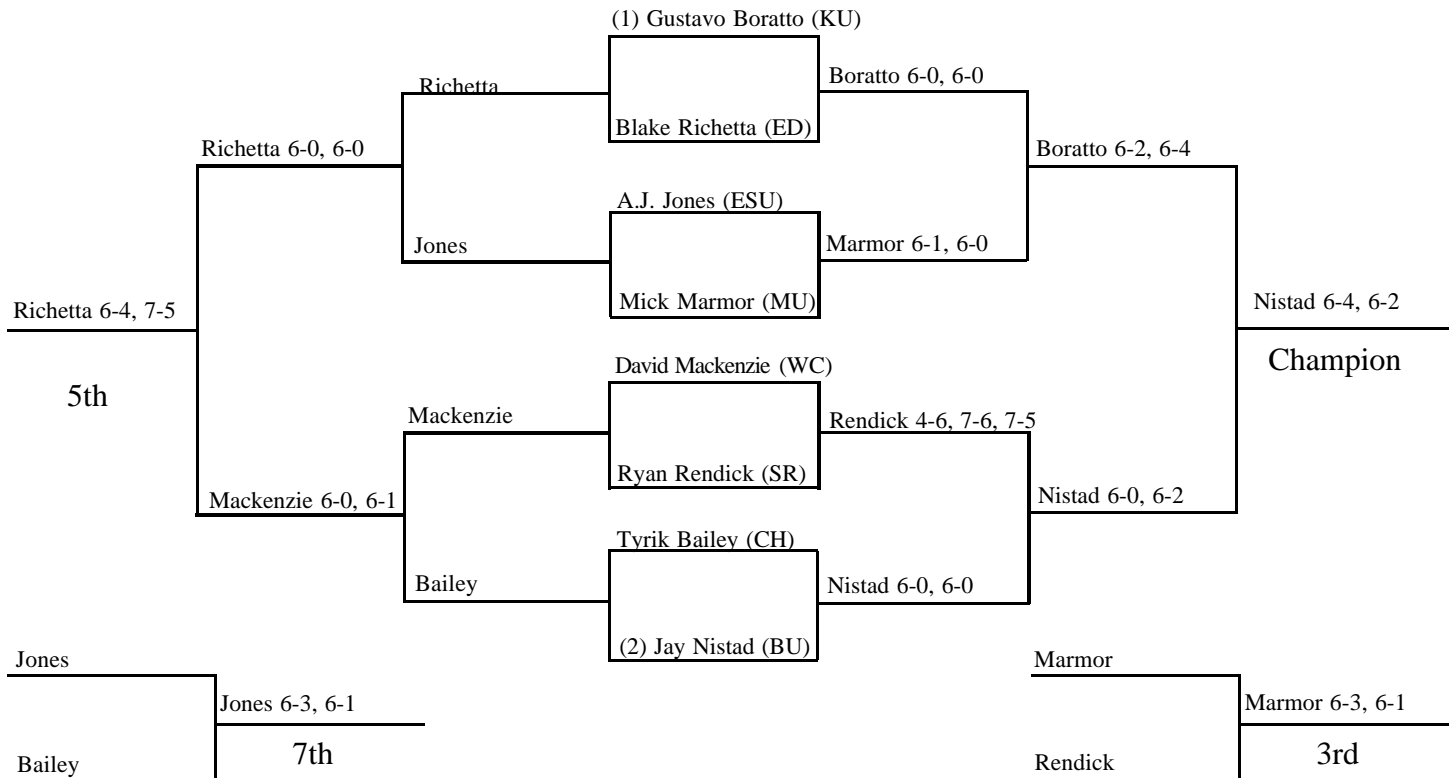 (1) Gustavo Boratto (KU)
Richetta
Boratto 6-0, 6-0
Blake Richetta (ED)
Richetta 6-0, 6-0
Boratto 6-2, 6-4
A.J. Jones (ESU)
Jones
Marmor 6-1, 6-0
Mick Marmor (MU)
Richetta 6-4, 7-5
Nistad 6-4, 6-2
5th
Champion
David Mackenzie (WC)
Mackenzie
Rendick 4-6, 7-6, 7-5
Ryan Rendick (SR)
Mackenzie 6-0, 6-1
Nistad 6-0, 6-2
Tyrik Bailey (CH)
Bailey
Nistad 6-0, 6-0
(2) Jay Nistad (BU)
Jones
Jones 6-3, 6-1
Bailey
7th
Marmor
Marmor 6-3, 6-1
Rendick
3rd